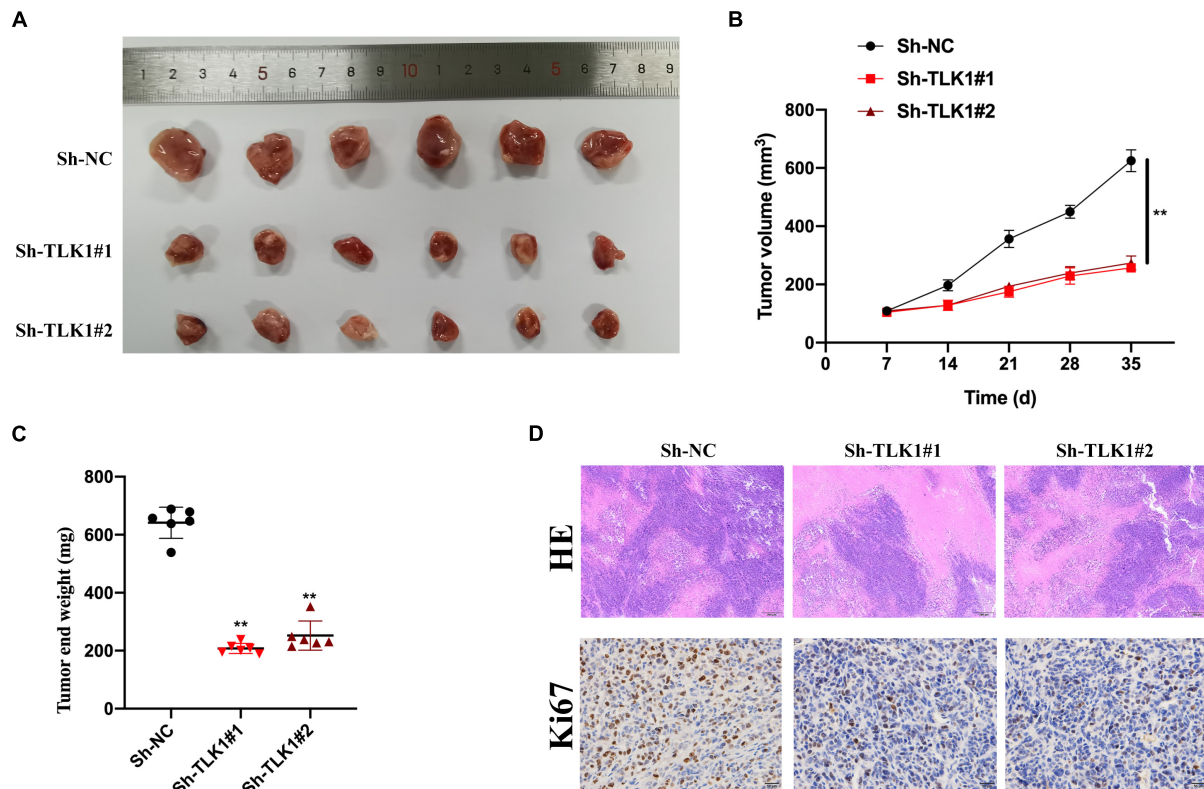 A
1 2 3 4 5 6 7 8 9 10 1 2 3 4 5 6 7 8 9
Sh-NC
Sh-TLK1#1
Sh-TLK1#2
B
Sh-NC
Sh-TLK1#1
Sh-TLK1#2
Tumor volume (mm³)
800
600
400
200
0
0 7 14 21 28 35
Time (d)
**
C
Tumor end weight (mg)
800
600
400
200
0
**
**
Sh-NC
Sh-TLK1#1
Sh-TLK1#2
D
Sh-NC Sh-TLK1#1 Sh-TLK1#2
HE
Ki67